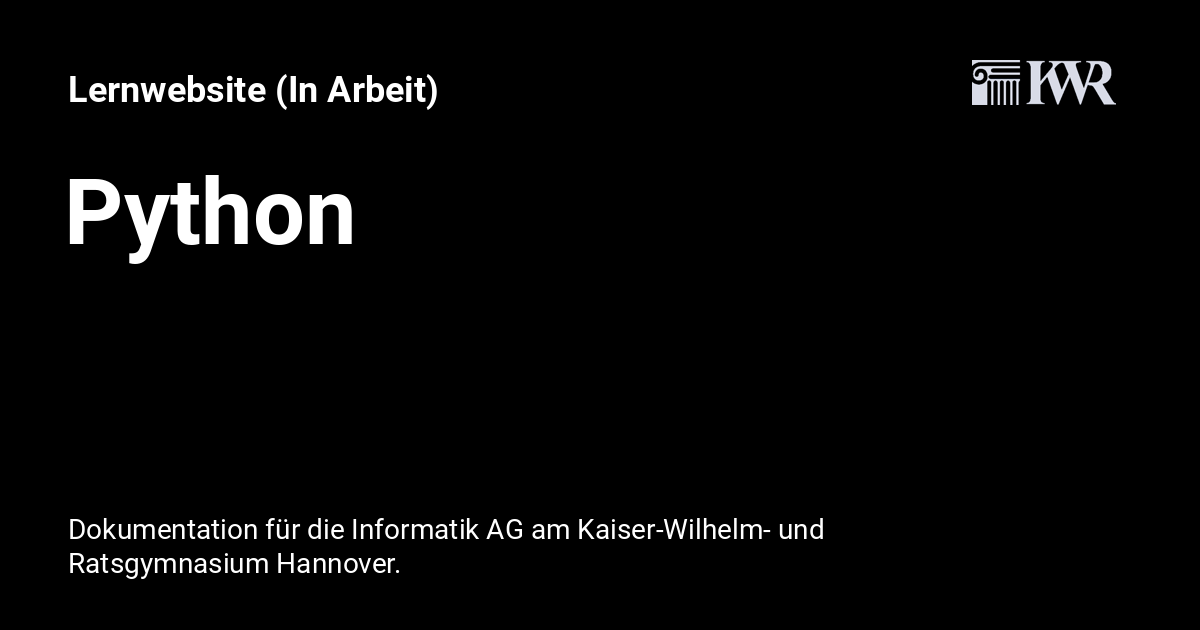 Lernwebsite (In Arbeit)
KWR
Python
Dokumentation für die Informatik AG am Kaiser-Wilhelm- und
Ratsgymnasium Hannover.